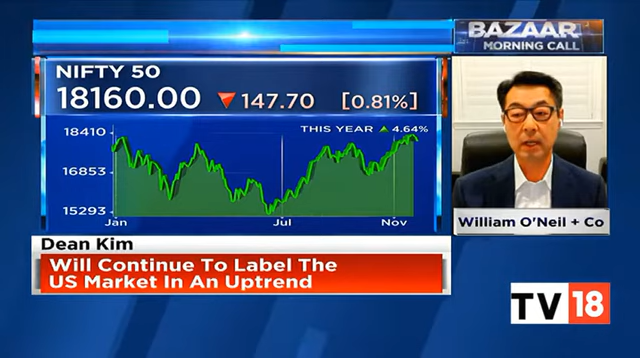 BAZAAR
MORNING CALL
NIFTY 50
18160.00 ▼ 147.70 [0.81%]
THIS YEAR ▲ 4.64%
18410
16853
15293
Jan Jul Nov
William O'Neil + Co
Dean Kim
Will Continue To Label The
US Market In An Uptrend
TV18